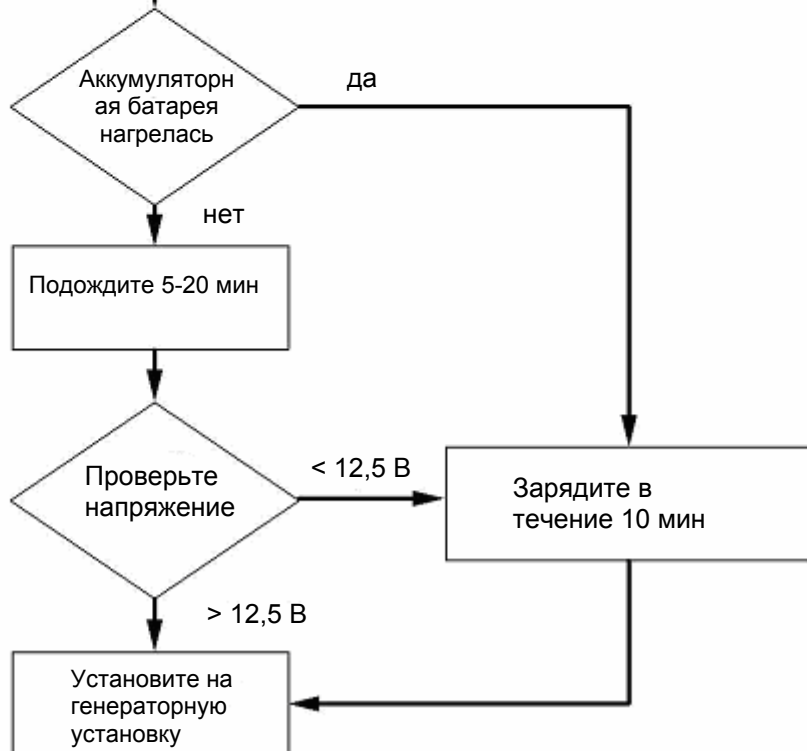 Аккумуляторн
ая батарея
нагрелась
да
нет
Подождите 5-20 мин
Проверьте
напряжение
< 12,5 В
Зарядите в
течение 10 мин
> 12,5 В
Установите на
генераторную
установку